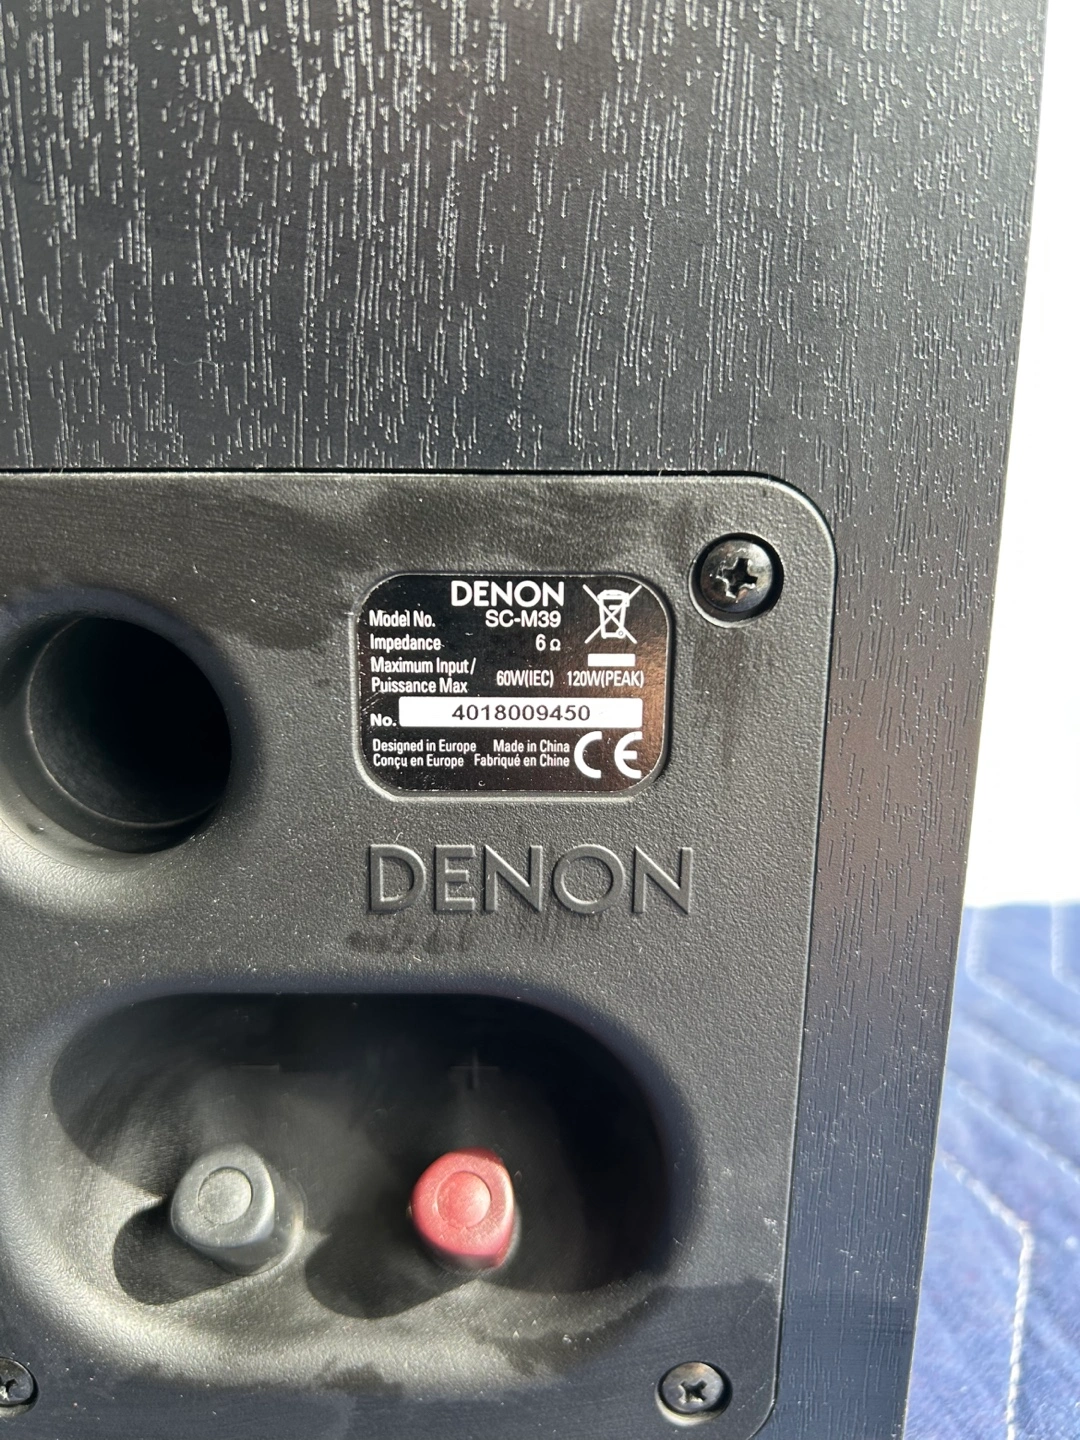 DENON
Model No. SC-M39
Impedance 6 Ω
Maximum Input/
Puissance Max 60W(IEC) 120W(PEAK)
No. 4018009450
Designed in Europe Made in China
Conçu en Europe Fabriqué en Chine
CE
DENON
- +